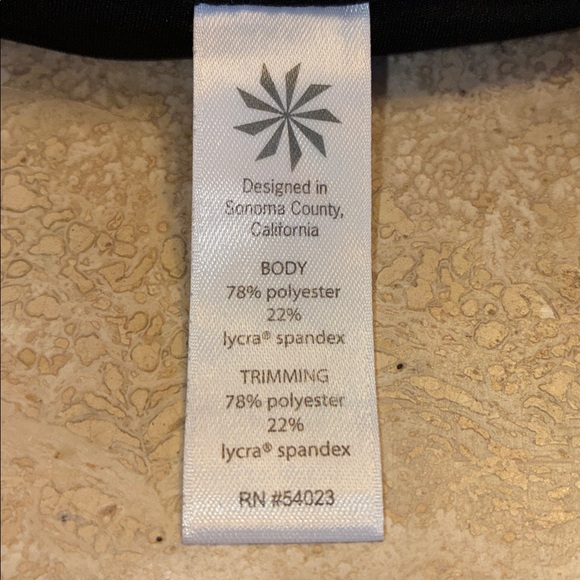 Designed in
Sonoma County,
California
BODY
78% polyester
22%
lycra® spandex
TRIMMING
78% polyester
22%
lycra® spandex
RN #54023